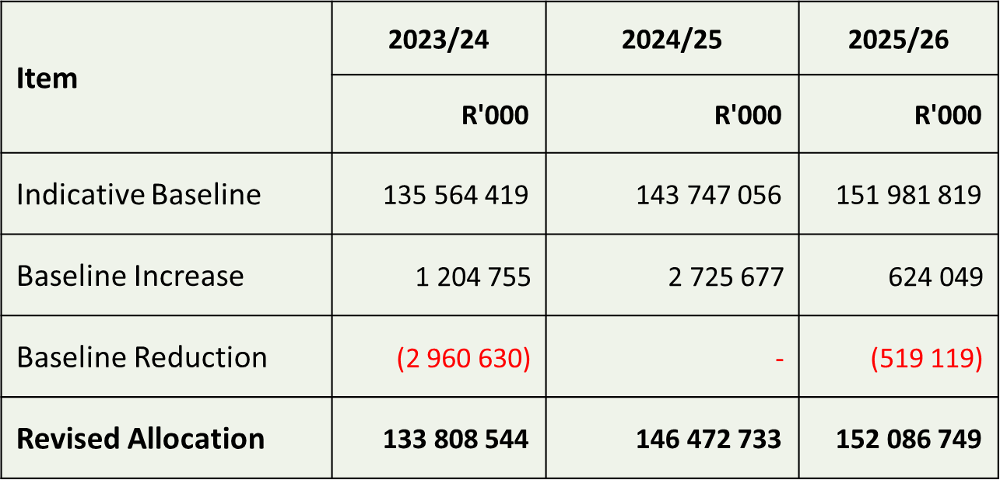 Item 2023/24 2024/25 2025/26
R'000 R'000 R'000
Indicative Baseline 135 564 419 143 747 056 151 981 819
Baseline Increase 1 204 755 2 725 677 624 049
Baseline Reduction (2 960 630) - (519 119)
Revised Allocation 133 808 544 146 472 733 152 086 749